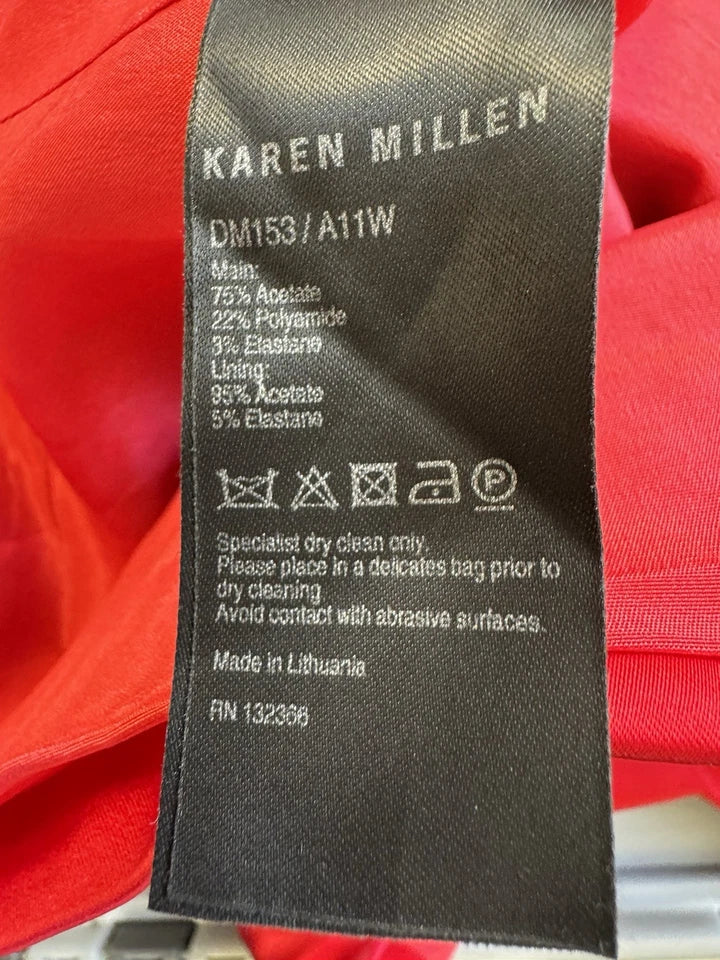 KAREN MILLEN
DM153 / A11W
Main:
75% Acetate
22% Polyamide
3% Elastane
Lining:
95% Acetate
5% Elastane
P
Specialist dry clean only.
Please place in a delicates bag prior to
dry cleaning
Avoid contact with abrasive surfaces.
Made in Lithuania
RN 132366